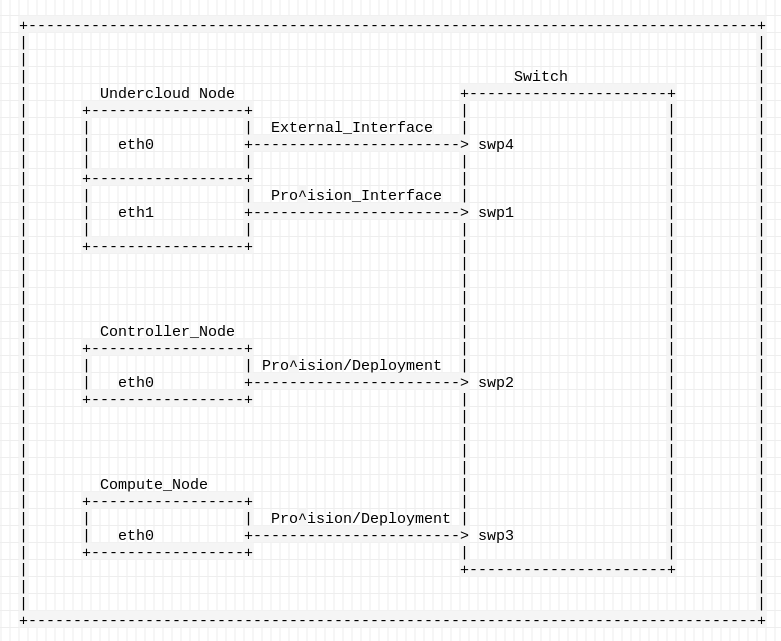 Switch
Undercloud Node
External_Interface
eth0 swp4
Pro^ision_Interface
eth1 swp1
Controller_Node
Pro^ision/Deployment
eth0 swp2
Compute_Node
Pro^ision/Deployment
eth0 swp3